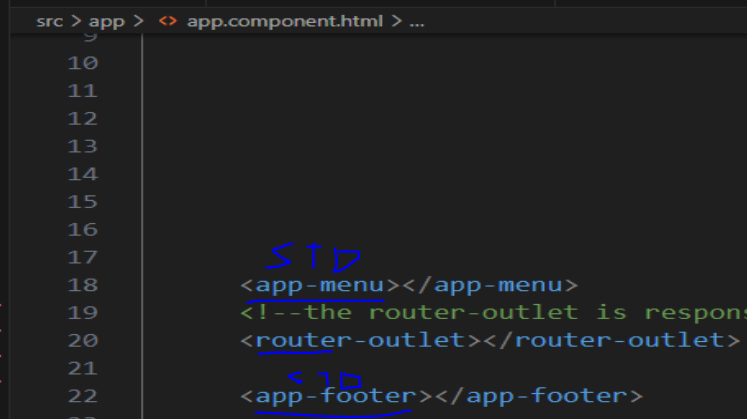 src > app > <> app.component.html > ...
9
10
11
12
13
14
15
16
17 STD
18 <app-menu></app-menu>
19 <!--the router-outlet is respons
20 <router-outlet></router-outlet>
21
22 <app-footer></app-footer>